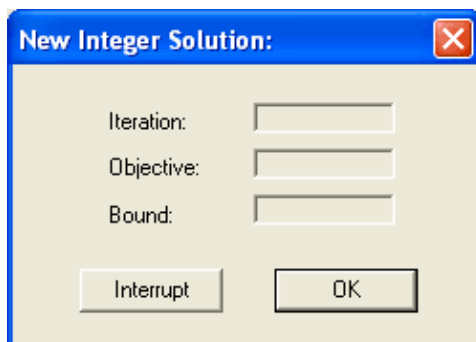 New Integer Solution:
Iteration:
Objective:
Bound:
Interrupt OK